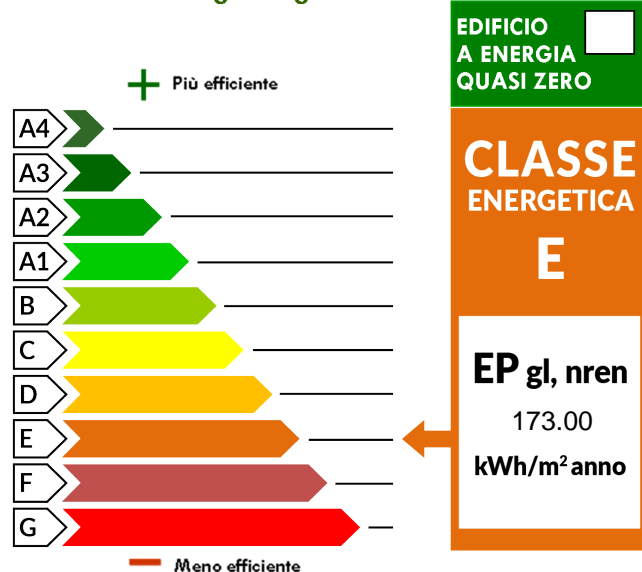 EDIFICIO
A ENERGIA
QUASI ZERO
Più efficiente
A4
A3
A2
A1
B
C
D
E
F
G
Meno efficiente
CLASSE
ENERGETICA
E
EP gl, nren
173.00
kWh/m² anno